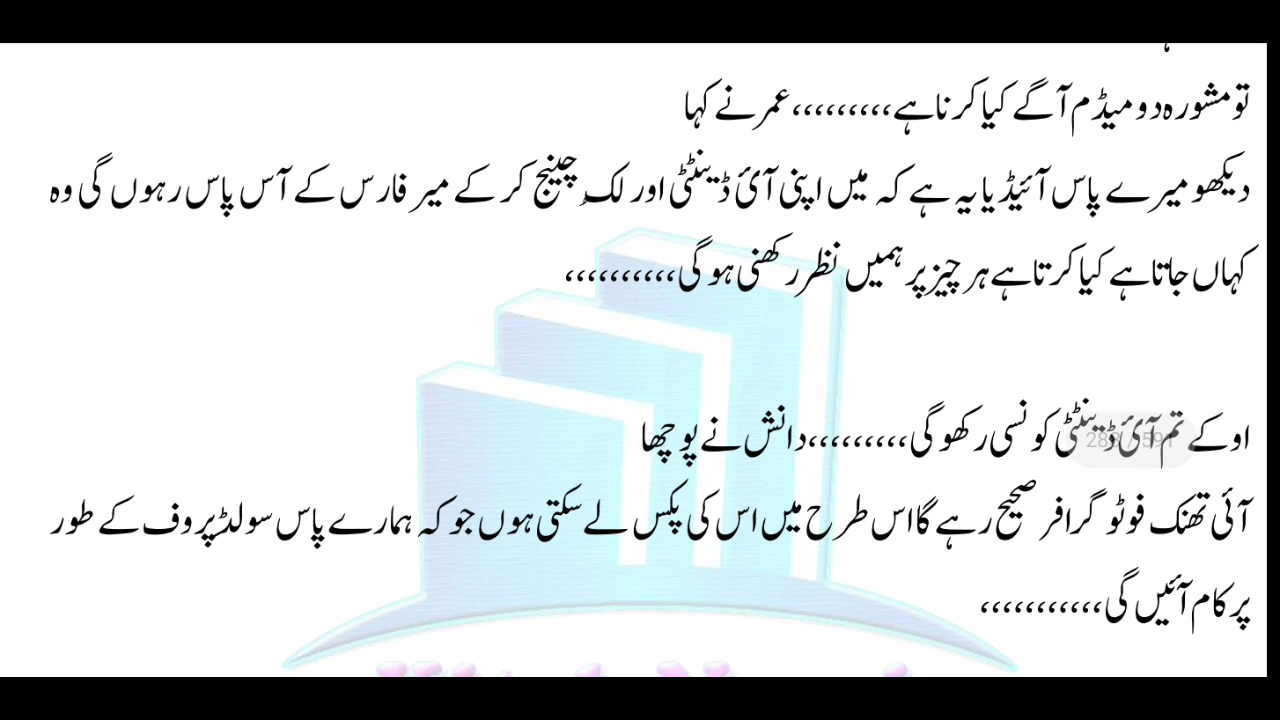 تو مشورہ دو میڈم آگے کیا کرنا ہے،،،،،،،،،عمر نے کہا
دیکھو میرے پاس آئیڈیا یہ ہے کہ میں اپنی آئ ڈینٹٹی اور لک چینج کر کے میر فارس کے آس پاس رہوں گی وہ
کہاں جاتا ہے کیا کرتا ہے ہر چیز پر ہمیں نظر رکھنی ہو گی،،،،،،،،،،
اوکے تم آئ ڈینٹٹی کونسی رکھو گی،،،،،،،،،دانش نے پوچھا
آئی تھنک فوٹو گرافر صحیح رہے گا اس طرح میں اس کی پکس لے سکتی ہوں جو کہ ہمارے پاس سولڈ پروف کے طور
پر کام آئیں گی،،،،،،،،،،،